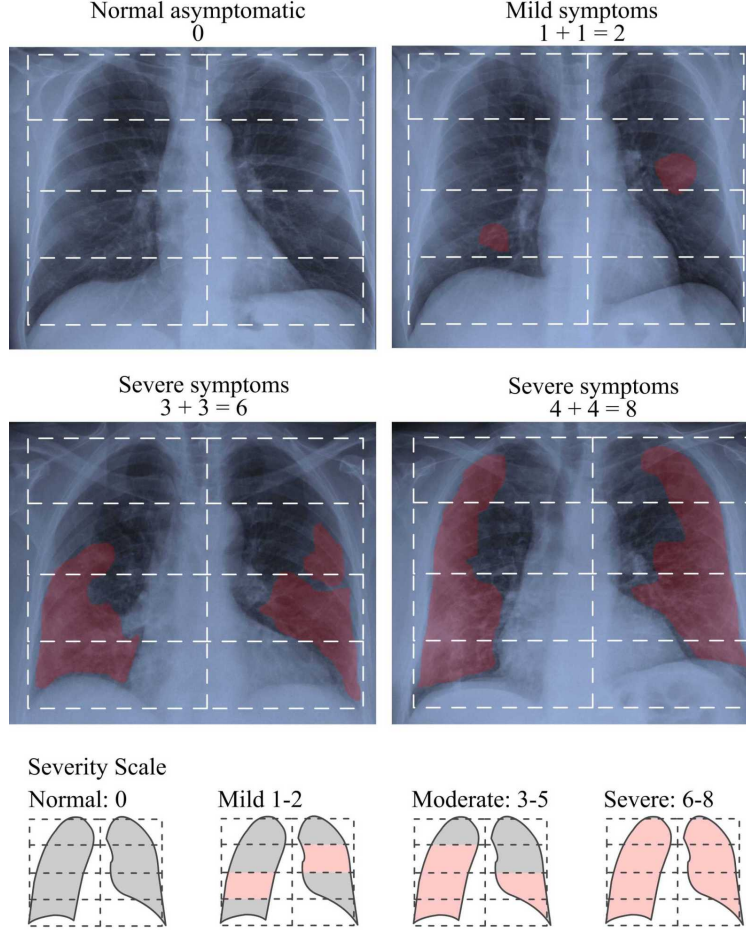 Normal asymptomatic
0
Mild symptoms
1 + 1 = 2
Severe symptoms
3 + 3 = 6
Severe symptoms
4 + 4 = 8
Severity Scale
Normal: 0
Mild 1-2
Moderate: 3-5
Severe: 6-8